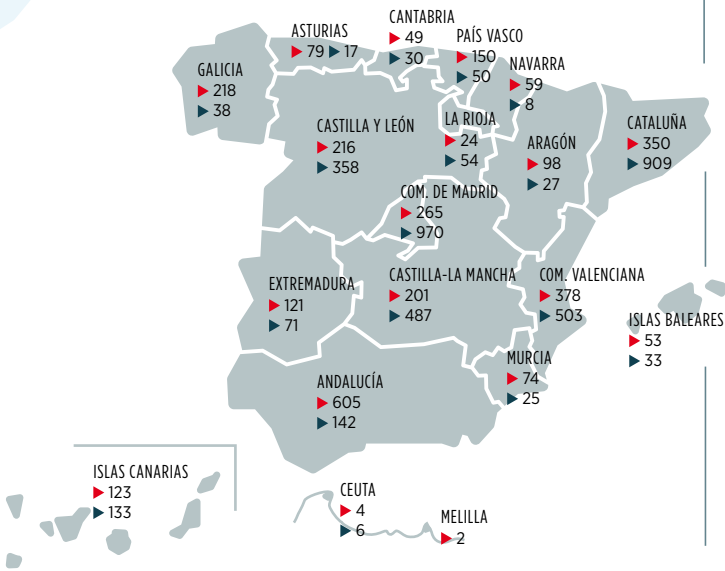 CANTABRIA
▶ 49
▶ 30
ASTURIAS
▶ 79 ▶ 17
PAÍS VASCO
▶ 150
▶ 50
NAVARRA
▶ 59
▶ 8
GALICIA
▶ 218
▶ 38
CASTILLA Y LEÓN
▶ 216
▶ 358
LA RIOJA
▶ 24
▶ 54
ARAGÓN
▶ 98
▶ 27
CATALUÑA
▶ 350
▶ 909
COM. DE MADRID
▶ 265
▶ 970
EXTREMADURA
▶ 121
▶ 71
CASTILLA-LA MANCHA
▶ 201
▶ 487
COM. VALENCIANA
▶ 378
▶ 503
ISLAS BALEARES
▶ 53
▶ 33
MURCIA
▶ 74
▶ 25
ANDALUCÍA
▶ 605
▶ 142
ISLAS CANARIAS
▶ 123
▶ 133
CEUTA
▶ 4
▶ 6
MELILLA
▶ 2